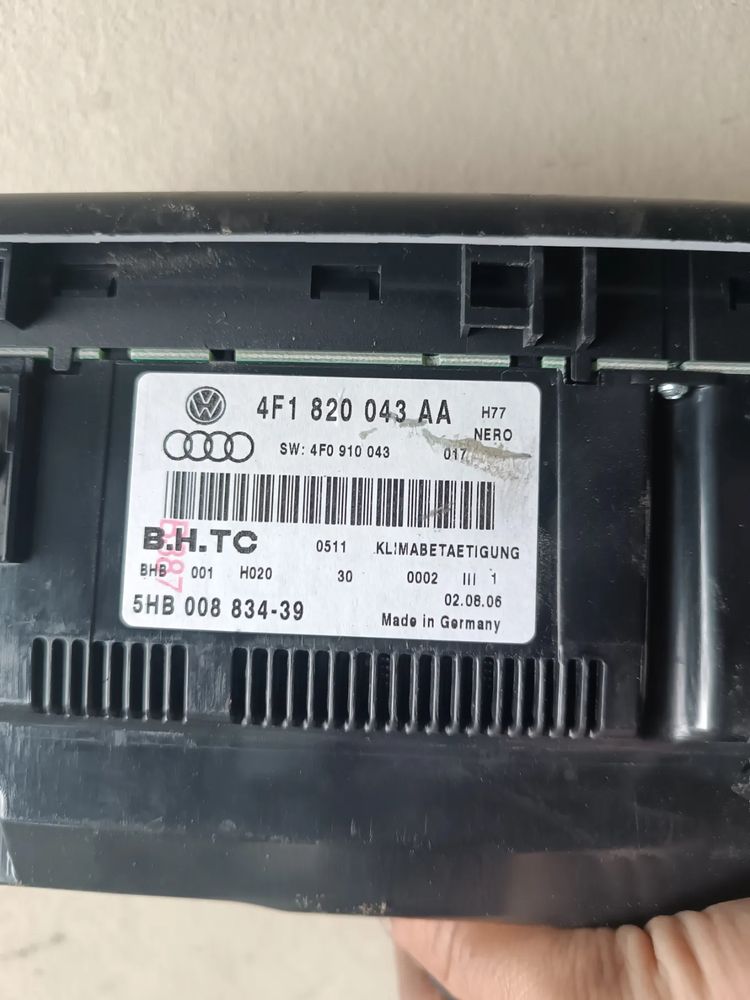 4F1 820 043 AA H77
NERO
SW: 4F0 910 043 017
B.H.TC 0511 KLIMABETAETIGUNG
BHB 001 H020 30 0002 III 1
02.08.06
5HB 008 834-39 Made in Germany